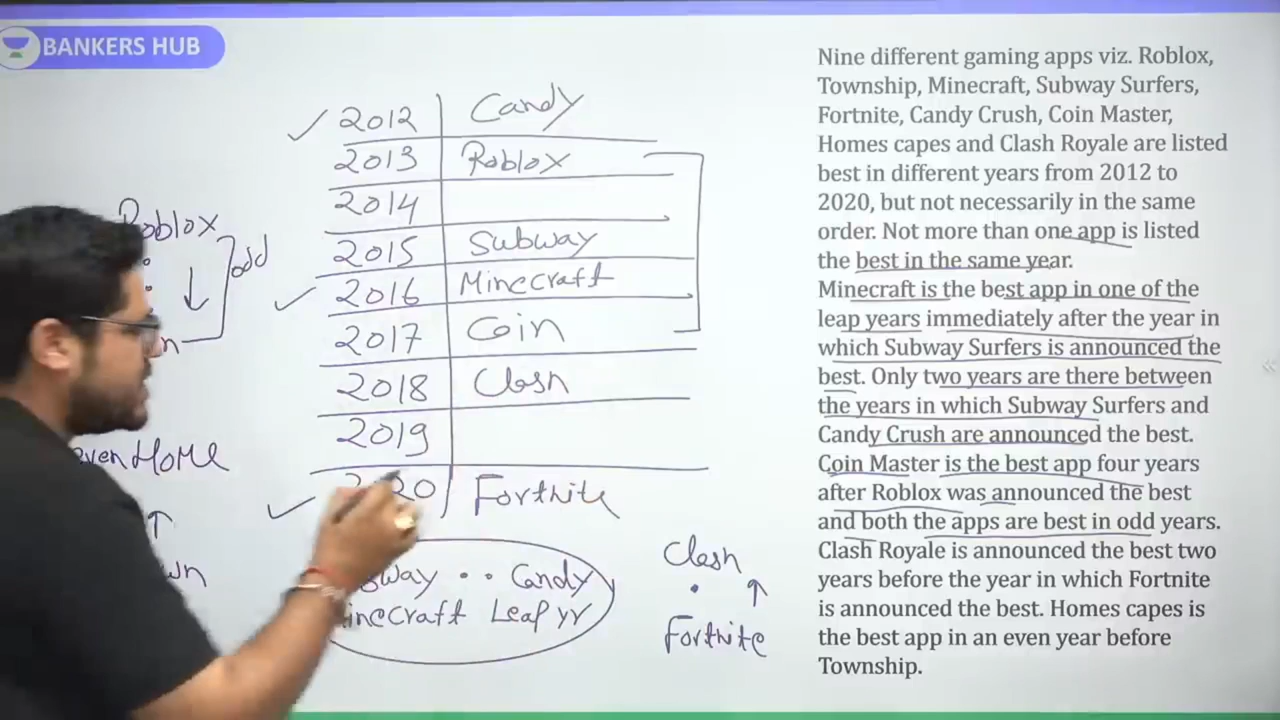 BANKERS HUB
Nine different gaming apps viz. Roblox,
Township, Minecraft, Subway Surfers,
Fortnite, Candy Crush, Coin Master,
Homes capes and Clash Royale are listed
best in different years from 2012 to
2020, but not necessarily in the same
order. Not more than one app is listed
the best in the same year.
Minecraft is the best app in one of the
leap years immediately after the year in
which Subway Surfers is announced the
best. Only two years are there between
the years in which Subway Surfers and
Candy Crush are announced the best.
Coin Master is the best app four years
after Roblox was announced the best
and both the apps are best in odd years.
Clash Royale is announced the best two
years before the year in which Fortnite
is announced the best. Homes capes is
the best app in an even year before
Township.
2012 Candy
2013 Roblox
2014
2015 Subway
2016 Minecraft
2017 Coin
2018 Clash
2019
Fortnite
Roblox
odd
even Home
Candy
Leap yr
Clash
Fortnite